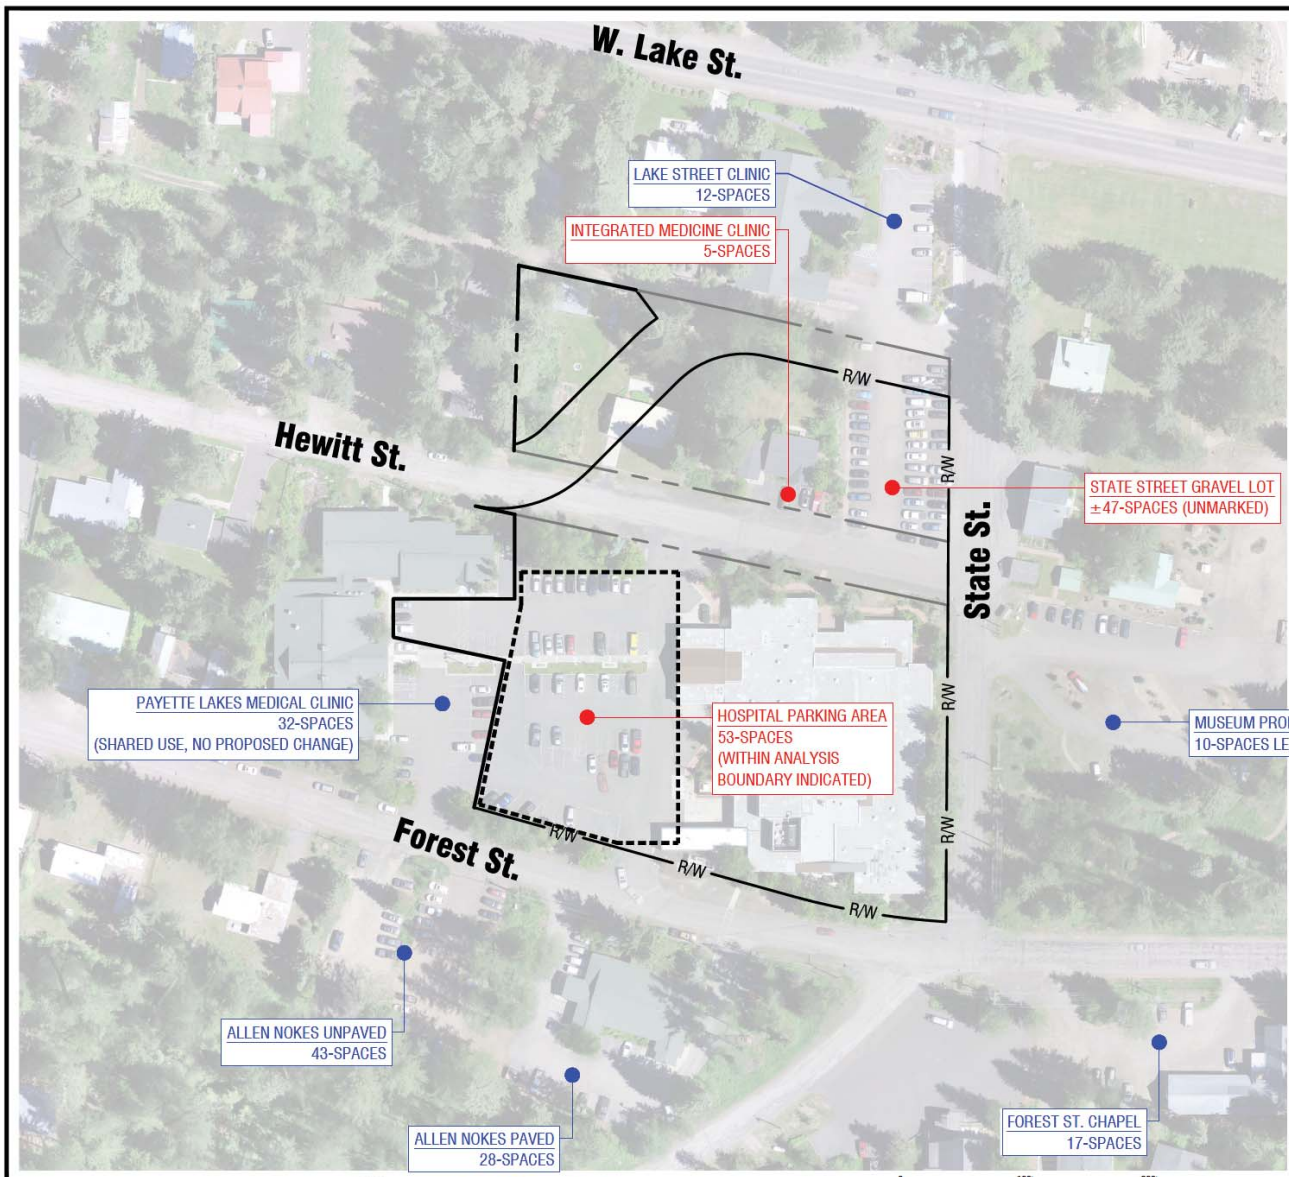 W. Lake St.
LAKE STREET CLINIC
12-SPACES
INTEGRATED MEDICINE CLINIC
5-SPACES
R/W
Hewitt St.
R/W
STATE STREET GRAVEL LOT
±47-SPACES (UNMARKED)
State St.
PAYETTE LAKES MEDICAL CLINIC
32-SPACES
(SHARED USE, NO PROPOSED CHANGE)
HOSPITAL PARKING AREA
53-SPACES
(WITHIN ANALYSIS
BOUNDARY INDICATED)
R/W
MUSEUM
10-SPACES
Forest St.
R/W
R/W
R/W
R/W
ALLEN NOKES UNPAVED
43-SPACES
ALLEN NOKES PAVED
28-SPACES
FOREST ST. CHAPEL
17-SPACES